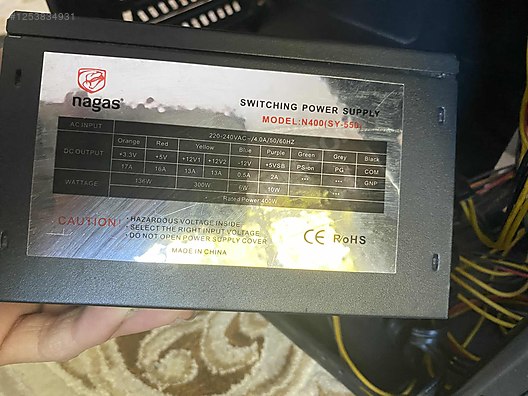 #1253834931
nagas®
SWITCHING POWER SUPPLY
MODEL:N400(SY-550)
AC INPUT 220-240VAC~/4.0A/50/60HZ
Orange Red Yellow Blue Purple Green Grey Black
DC OUTPUT +3.3V +5V +12V1 +12V2 -12V +5VSB PS-on PG COM
17A 16A 13A 13A 0.5A 2A --- --- GNP
WATTAGE 136W 300W 6W 10W --- ---
Rated Power 400W
CAUTION: · HAZARDOUS VOLTAGE INSIDE
· SELECT THE RIGHT INPUT VOLTAGE
· DO NOT OPEN POWER SUPPLY COVER
CE RoHS
MADE IN CHINA